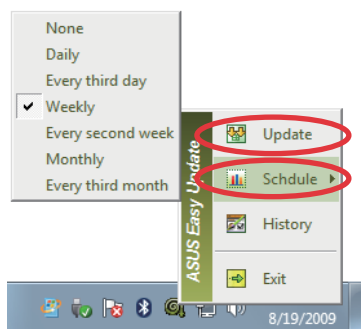 None
Daily
Every third day
Weekly
Every second week
Monthly
Every third month
ASUS Easy Update
Update
Schdule
History
Exit
8/19/2009